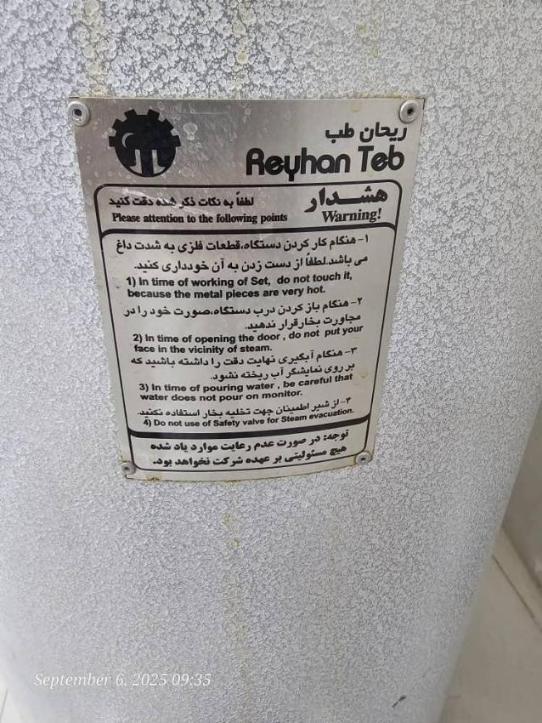 ریحان طب
Reyhan Teb
هشدار
لطفاً به نکات ذکر شده دقت کنید
Warning!
Please attention to the following points
۱- هنگام کار کردن دستگاه،قطعات فلزی به شدت داغ
می باشد.لطفاً از دست زدن به آن خودداری کنید.
1) In time of working of Set, do not touch it,
because the metal pieces are very hot.
۲- هنگام باز کردن درب دستگاه،صورت خود را در
مجاورت بخار قرار ندهید.
2) In time of opening the door , do not put your
face in the vicinity of steam.
۳- هنگام آبگیری نهایت دقت را داشته باشید که
بر روی نمایشگر آب ریخته نشود.
3) In time of pouring water , be careful that
water does not pour on monitor.
۴- از شیر اطمینان جهت تخلیه بخار استفاده نکنید.
4) Do not use of Safety valve for Steam evacuation.
توجه: در صورت عدم رعایت موارد یاد شده
هیچ مسئولیتی بر عهده شرکت نخواهد بود.
September 6, 2025 09:35